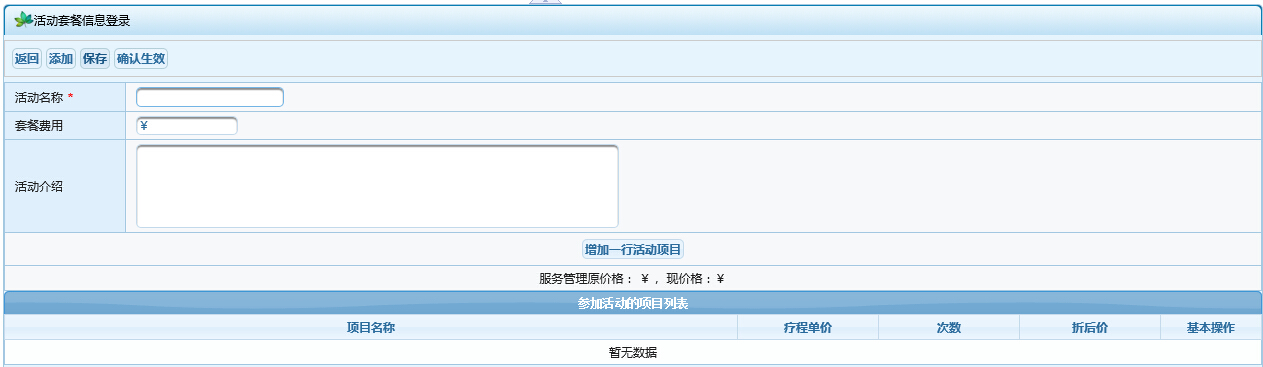 活动套餐信息登录
返回 添加 保存 确认生效
活动名称 *
套餐费用 ￥
活动介绍
增加一行活动项目
服务管理原价格： ￥ ，现价格：￥
参加活动的项目列表
项目名称 疗程单价 次数 折后价 基本操作
暂无数据